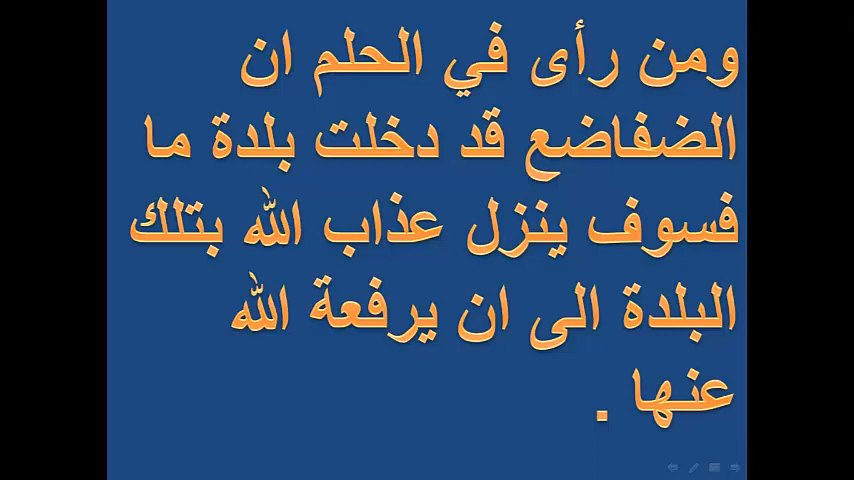 ومن رأى في الحلم ان
الضفاضع قد دخلت بلدة ما
فسوف ينزل عذاب الله بتلك
البلدة الى ان يرفعة الله
عنها .